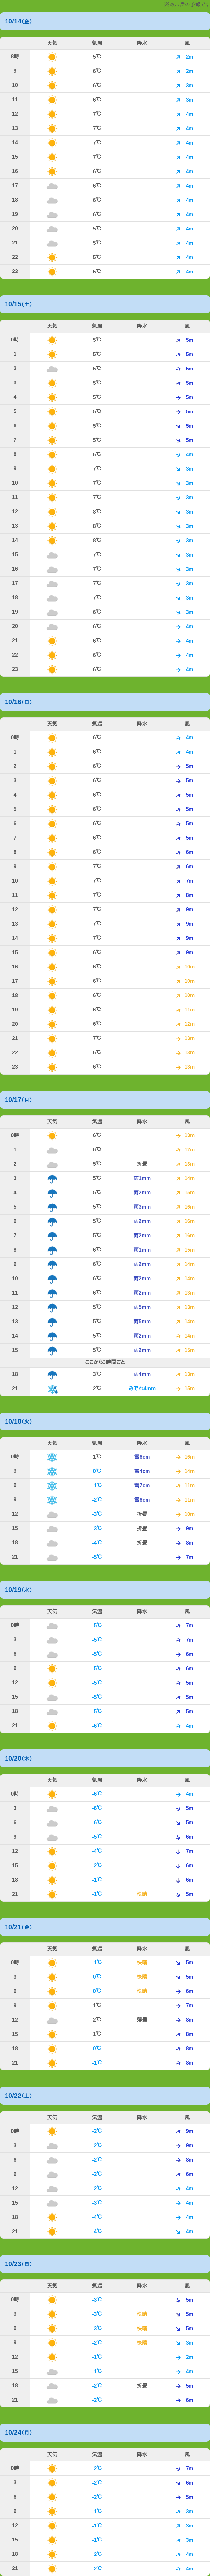 10/14(金)
天気 気温 降水 風
8時 5℃ 2m
9 6℃ 2m
10 6℃ 3m
11 6℃ 3m
12 7℃ 4m
13 7℃ 4m
14 7℃ 4m
15 7℃ 4m
16 6℃ 4m
17 6℃ 4m
18 6℃ 4m
19 6℃ 4m
20 5℃ 4m
21 5℃ 4m
22 5℃ 4m
23 5℃ 4m
10/15(土)
天気 気温 降水 風
0時 5℃ 5m
1 5℃ 5m
2 5℃ 5m
3 5℃ 5m
4 5℃ 5m
5 5℃ 5m
6 5℃ 5m
7 5℃ 5m
8 6℃ 4m
9 7℃ 3m
10 7℃ 3m
11 7℃ 3m
12 8℃ 3m
13 8℃ 3m
14 8℃ 3m
15 7℃ 3m
16 7℃ 3m
17 7℃ 3m
18 7℃ 3m
19 6℃ 3m
20 6℃ 4m
21 6℃ 4m
22 6℃ 4m
23 6℃ 4m
10/16(日)
天気 気温 降水 風
0時 6℃ 4m
1 6℃ 4m
2 6℃ 5m
3 6℃ 5m
4 6℃ 5m
5 6℃ 5m
6 6℃ 5m
7 6℃ 5m
8 6℃ 6m
9 7℃ 6m
10 7℃ 7m
11 7℃ 8m
12 7℃ 9m
13 7℃ 9m
14 7℃ 9m
15 6℃ 9m
16 6℃ 10m
17 6℃ 10m
18 6℃ 10m
19 6℃ 11m
20 6℃ 12m
21 7℃ 13m
22 6℃ 13m
23 6℃ 13m
10/17(月)
天気 気温 降水 風
0時 6℃ 13m
1 6℃ 12m
2 5℃ 折畳 13m
3 5℃ 雨1mm 14m
4 5℃ 雨2mm 15m
5 5℃ 雨3mm 16m
6 5℃ 雨2mm 16m
7 5℃ 雨2mm 16m
8 6℃ 雨1mm 15m
9 6℃ 雨2mm 14m
10 6℃ 雨2mm 14m
11 6℃ 雨2mm 13m
12 5℃ 雨5mm 13m
13 5℃ 雨5mm 14m
14 5℃ 雨2mm 14m
15 5℃ 雨2mm 15m
ここから3時間ごと
18 3℃ 雨4mm 13m
21 2℃ みぞれ4mm 15m
10/18(火)
天気 気温 降水 風
0時 1℃ 雪6cm 16m
3 0℃ 雪4cm 14m
6 -1℃ 雪7cm 11m
9 -2℃ 雪6cm 11m
12 -3℃ 折畳 10m
15 -3℃ 折畳 9m
18 -4℃ 折畳 8m
21 -5℃ 7m
10/19(水)
天気 気温 降水 風
0時 -5℃ 7m
3 -5℃ 7m
6 -5℃ 6m
9 -5℃ 6m
12 -5℃ 5m
15 -5℃ 5m
18 -5℃ 5m
21 -6℃ 4m
10/20(木)
天気 気温 降水 風
0時 -6℃ 4m
3 -6℃ 5m
6 -6℃ 5m
9 -5℃ 6m
12 -4℃ 7m
15 -2℃ 6m
18 -1℃ 6m
21 -1℃ 快晴 5m
10/21(金)
天気 気温 降水 風
0時 -1℃ 快晴 5m
3 0℃ 快晴 5m
6 0℃ 快晴 6m
9 1℃ 7m
12 2℃ 薄曇 8m
15 1℃ 8m
18 0℃ 8m
21 -1℃ 8m
10/22(土)
天気 気温 降水 風
0時 -2℃ 9m
3 -2℃ 9m
6 -2℃ 8m
9 -2℃ 6m
12 -2℃ 4m
15 -3℃ 4m
18 -4℃ 4m
21 -4℃ 4m
10/23(日)
天気 気温 降水 風
0時 -3℃ 5m
3 -3℃ 快晴 5m
6 -3℃ 快晴 5m
9 -2℃ 快晴 3m
12 -1℃ 2m
15 -1℃ 4m
18 -2℃ 折畳 5m
21 -2℃ 6m
10/24(月)
天気 気温 降水 風
0時 -2℃ 7m
3 -2℃ 6m
6 -2℃ 5m
9 -1℃ 3m
12 -1℃ 3m
15 -1℃ 3m
18 -2℃ 4m
21 -2℃ 4m